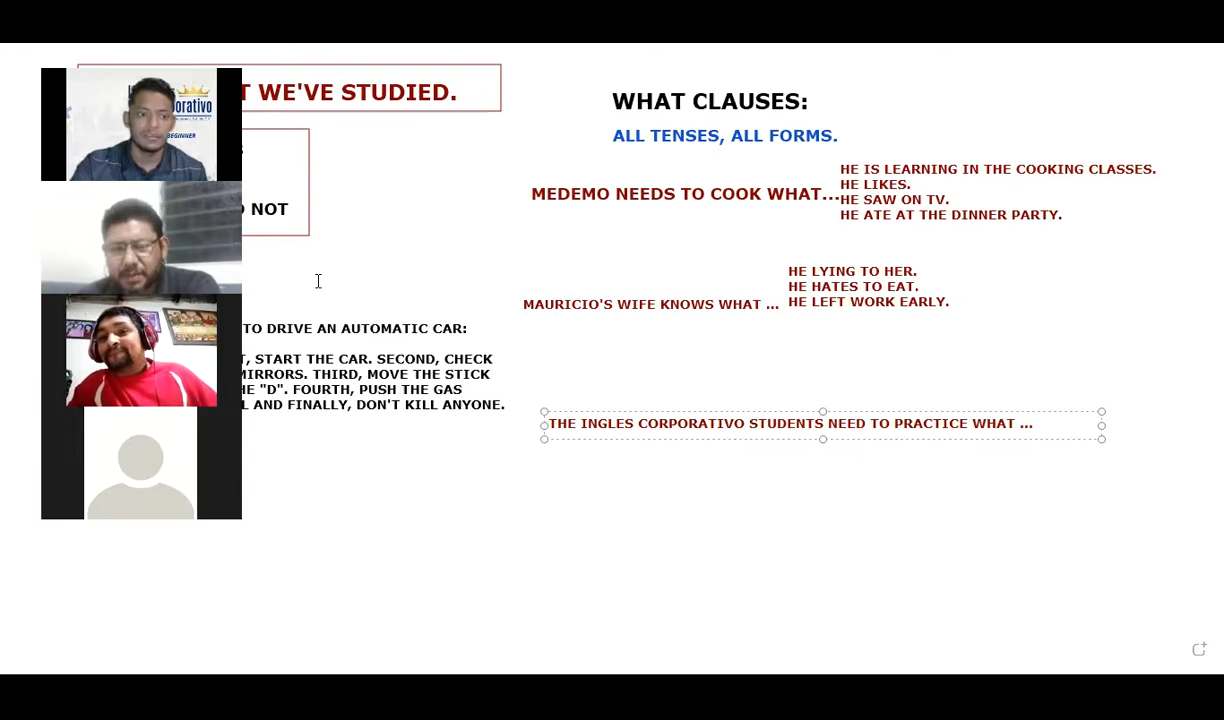 WE'VE STUDIED.
BEGINNER
NOT
TO DRIVE AN AUTOMATIC CAR:
START THE CAR. SECOND, CHECK
MIRRORS. THIRD, MOVE THE STICK
"D". FOURTH, PUSH THE GAS
AND FINALLY, DON'T KILL ANYONE.
WHAT CLAUSES:
ALL TENSES, ALL FORMS.
MEDEMO NEEDS TO COOK WHAT...
HE IS LEARNING IN THE COOKING CLASSES.
HE LIKES.
HE SAW ON TV.
HE ATE AT THE DINNER PARTY.
MAURICIO'S WIFE KNOWS WHAT ...
HE LYING TO HER.
HE HATES TO EAT.
HE LEFT WORK EARLY.
THE INGLES CORPORATIVO STUDENTS NEED TO PRACTICE WHAT ...